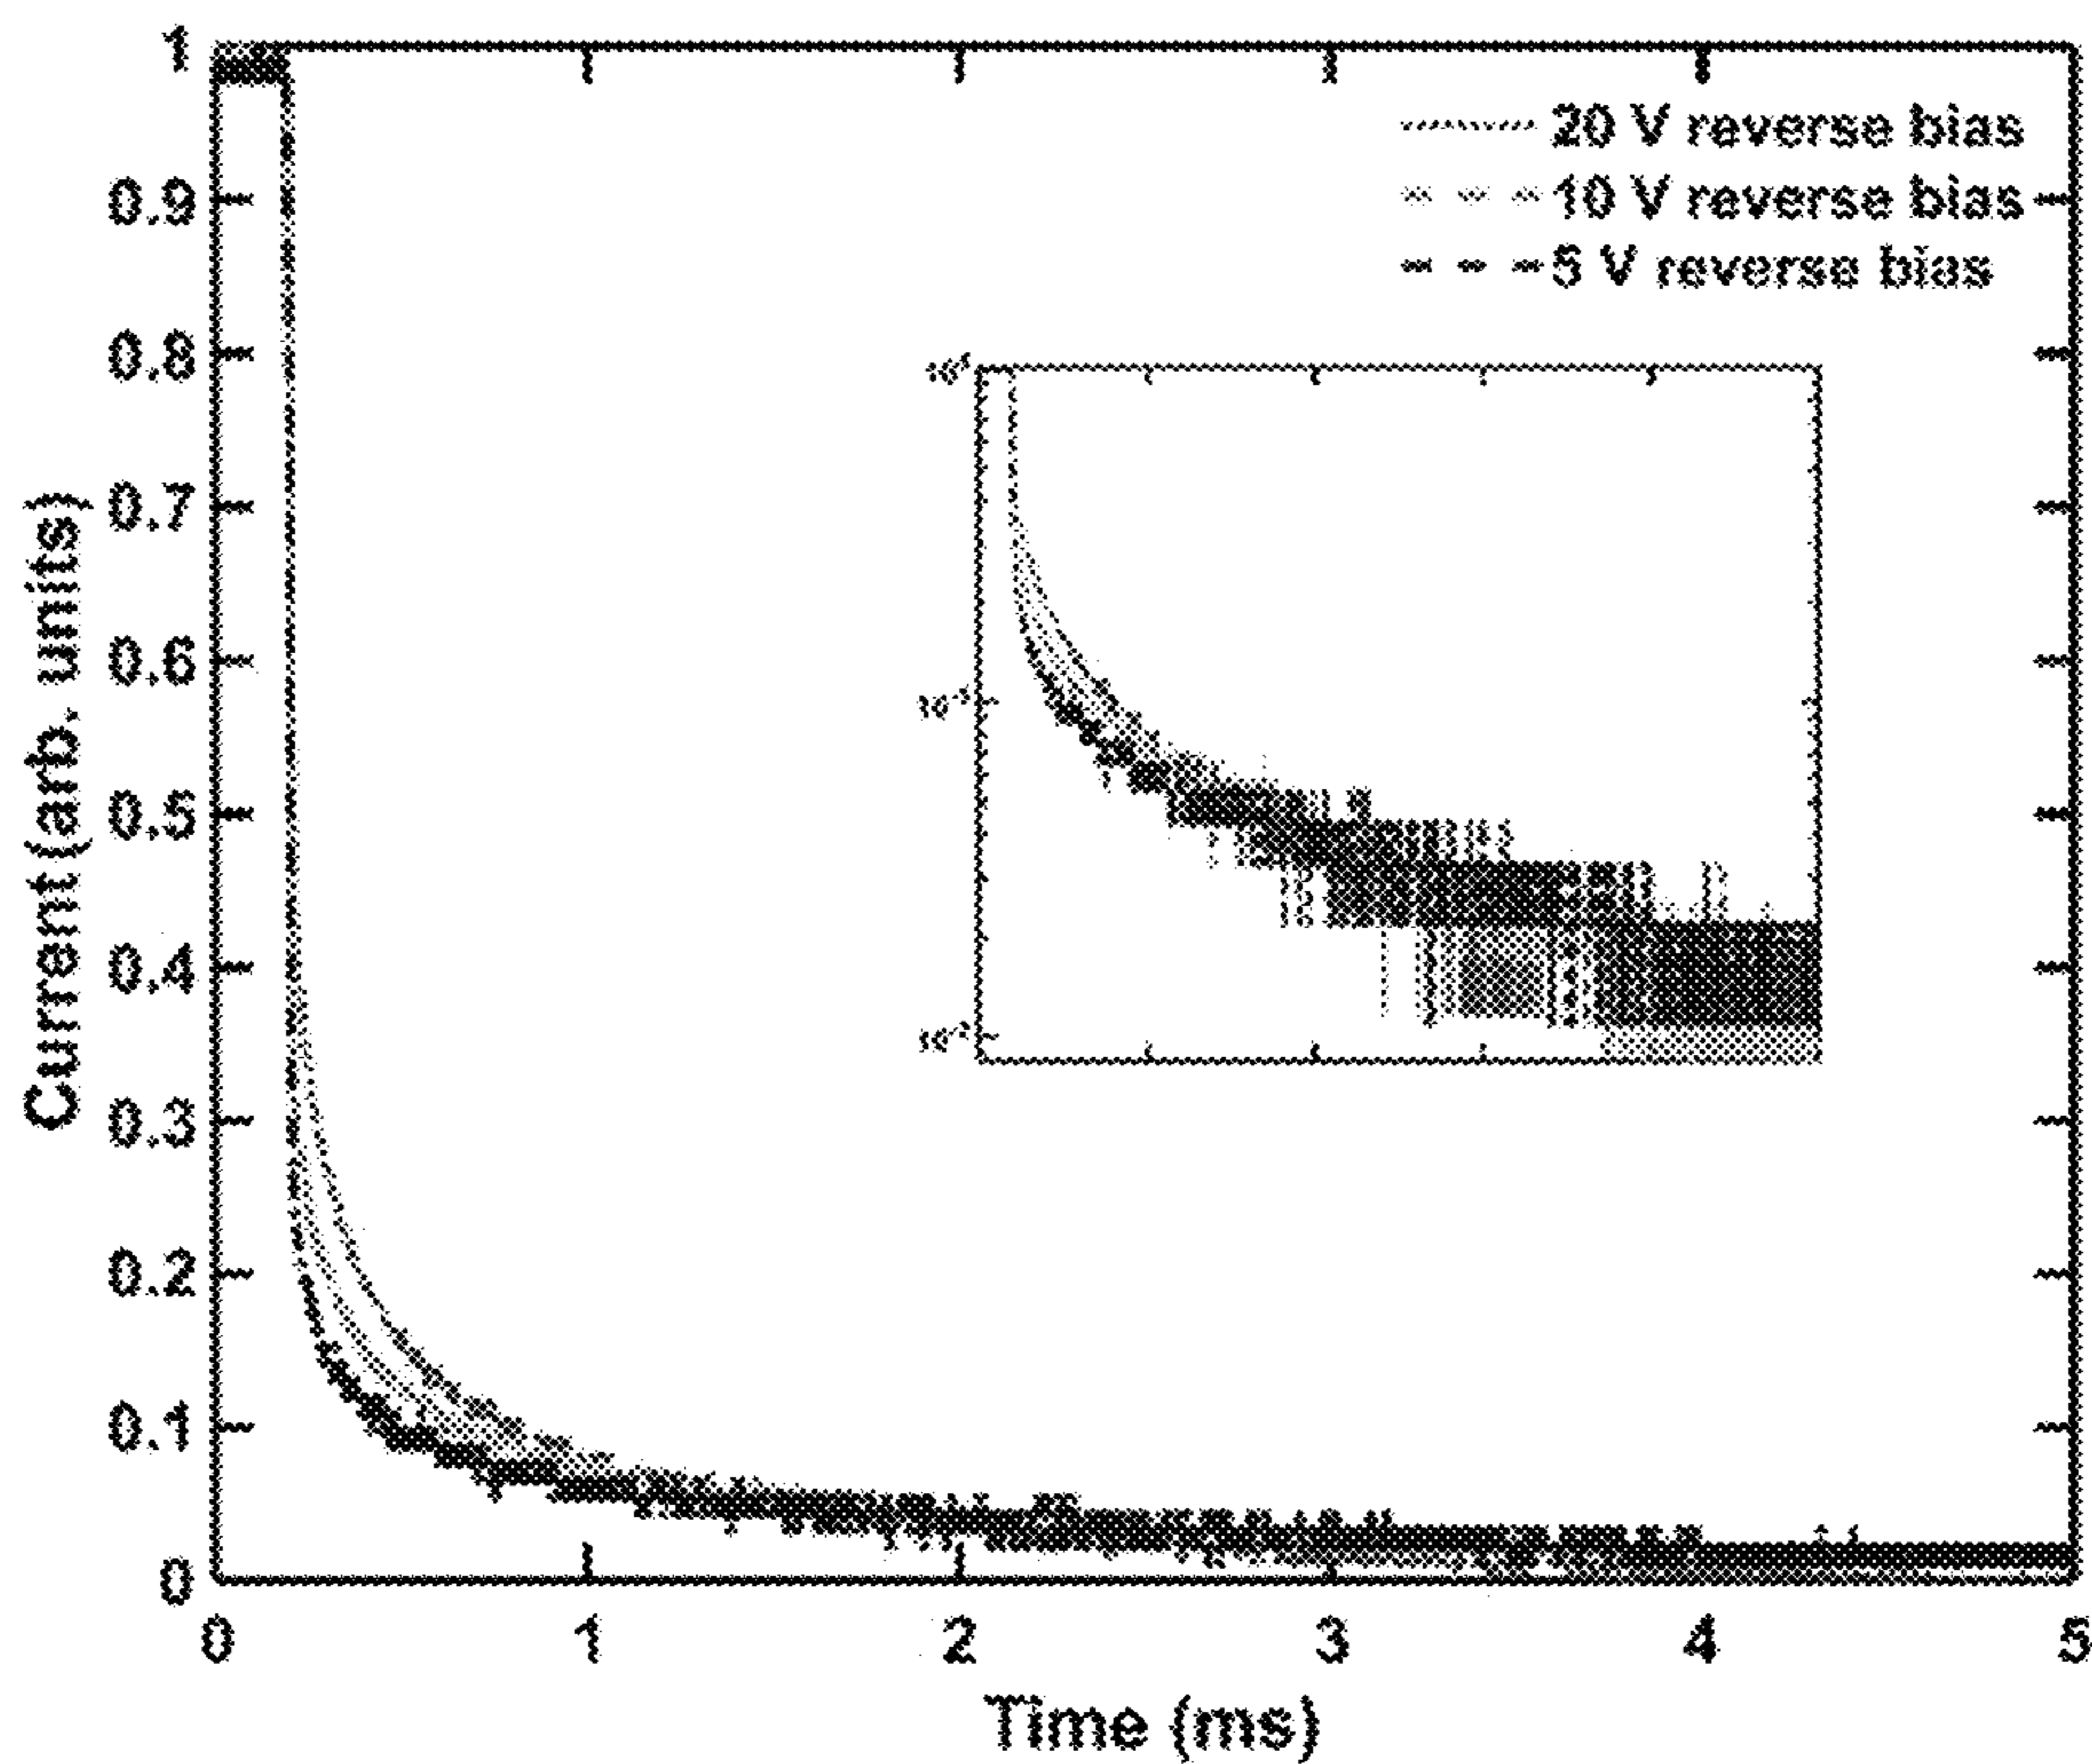 1
0.9
0.8
0.7
0.6
0.5
0.4
0.3
0.2
0.1
0
Current (arb. units)
20 V reverse bias
10 V reverse bias
5 V reverse bias
0 1 2 3 4 5
Time (ms)